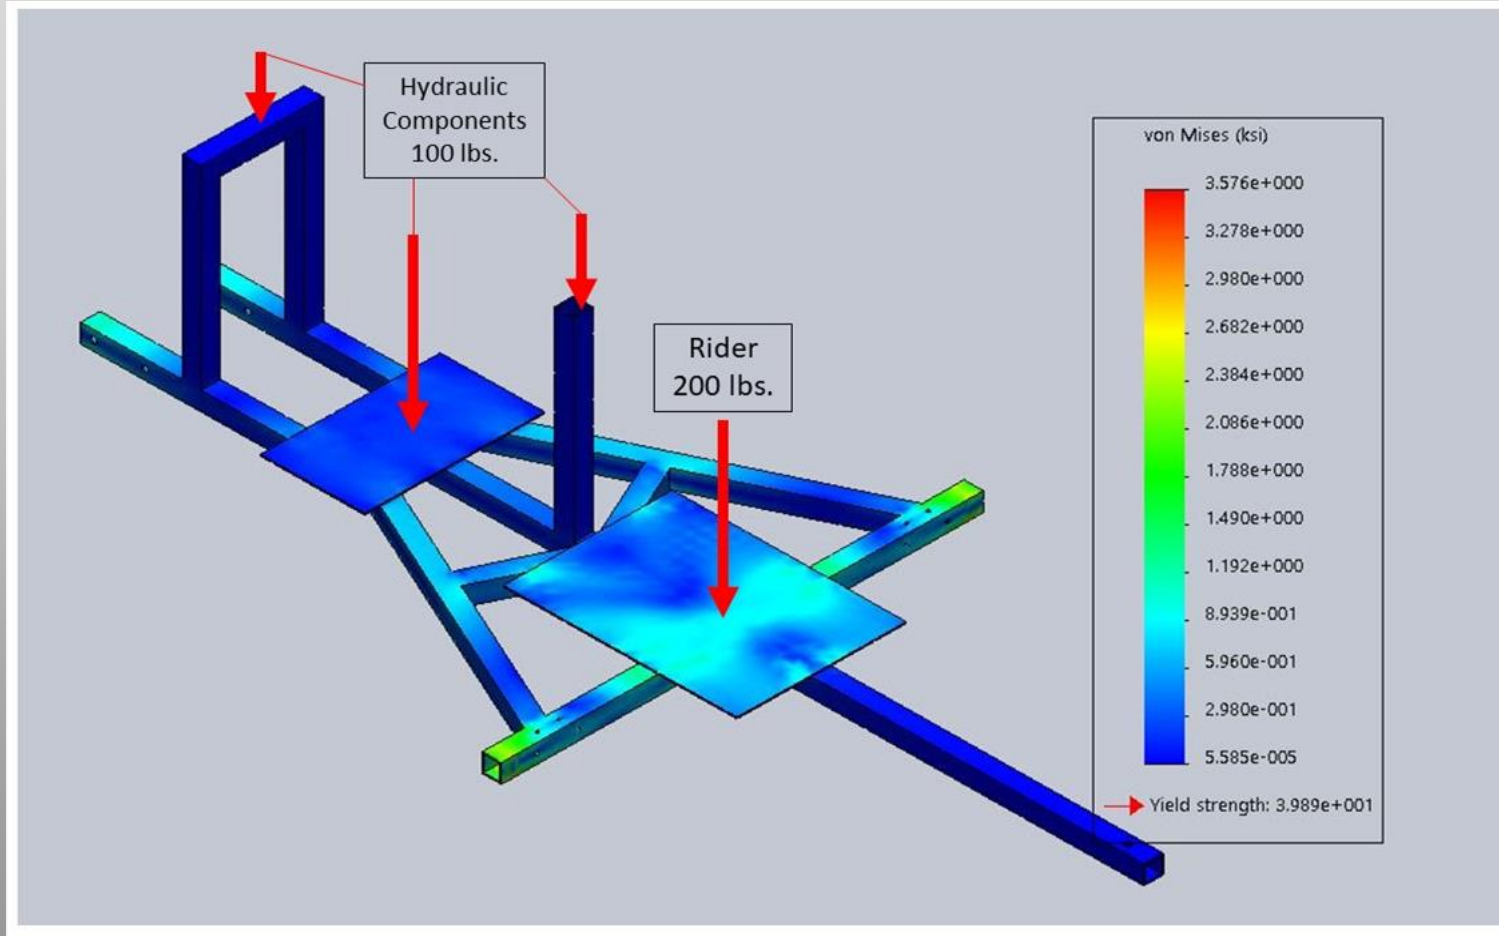 Hydraulic
Components
100 lbs.
Rider
200 lbs.
von Mises (ksi)
3.576e+000
3.278e+000
2.980e+000
2.682e+000
2.384e+000
2.086e+000
1.788e+000
1.490e+000
1.192e+000
8.939e-001
5.960e-001
2.980e-001
5.585e-005
Yield strength: 3.989e+001